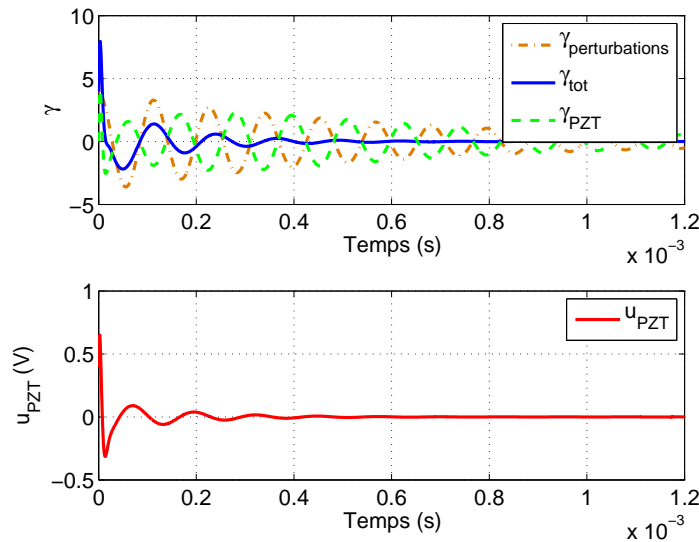 10
5
0
−5
γ
γperturbations
γtot
γPZT
0 0.2 0.4 0.6 0.8 1 1.2
Temps (s)
x 10−3
1
0.5
0
−0.5
uPZT (V)
uPZT
0 0.2 0.4 0.6 0.8 1 1.2
Temps (s)
x 10−3